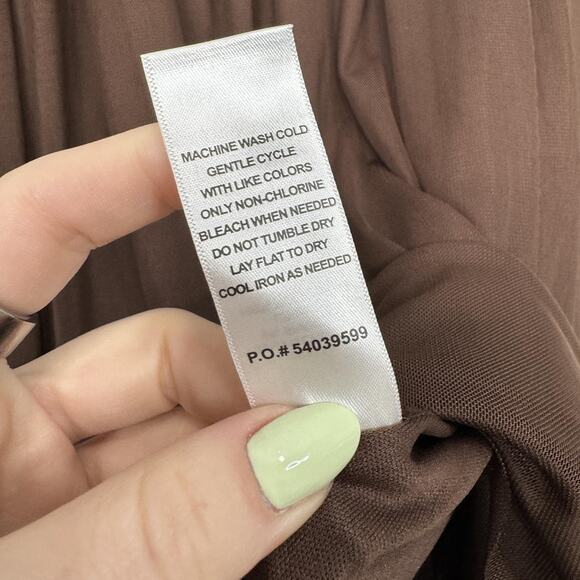 MACHINE WASH COLD
GENTLE CYCLE
WTH LIKE COLORS
ONLY NON-CHLORINE
BLEACH WHEN NEEDED
DO NOT TUMBLE DRY
LAY FLAT TO DRY
COOL IRON AS NEEDED
P.O.# 54039599